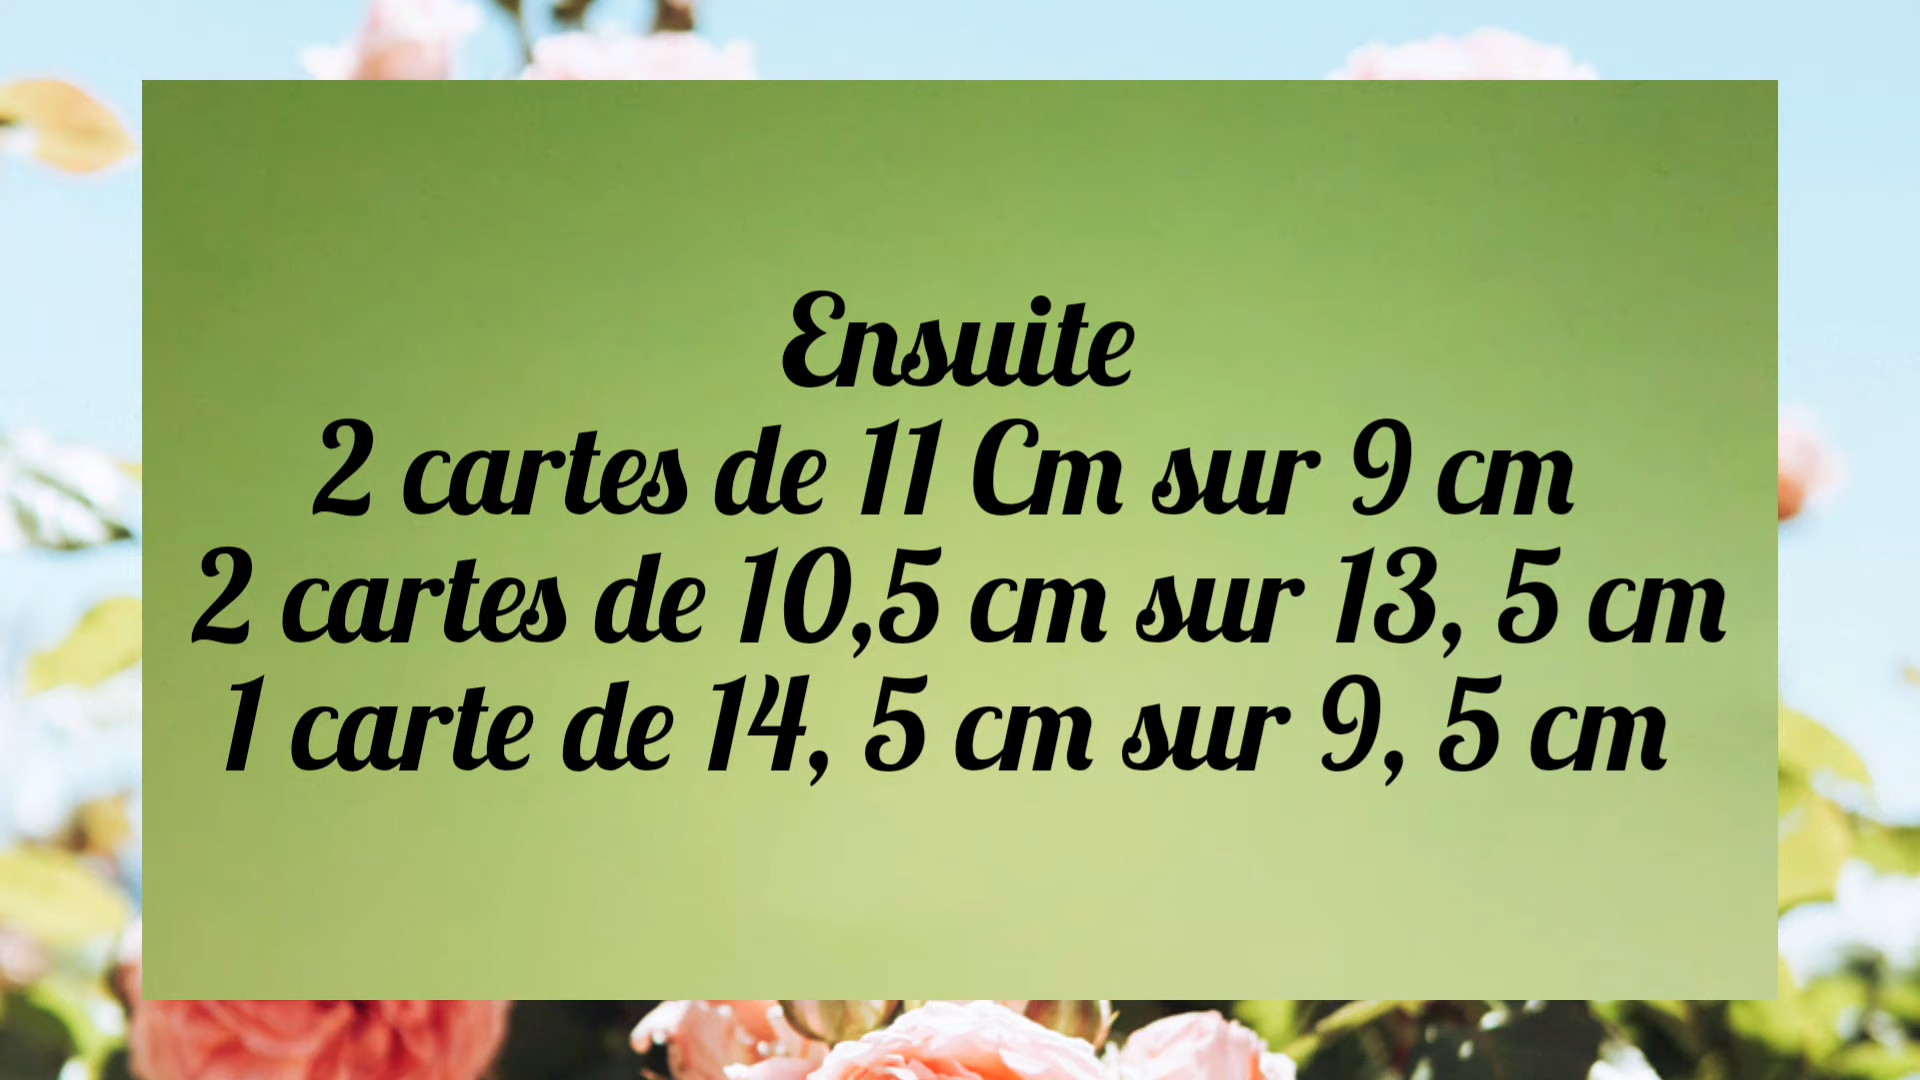 Ensuite
2 cartes de 11 Cm sur 9 cm
2 cartes de 10,5 cm sur 13, 5 cm
1 carte de 14, 5 cm sur 9, 5 cm